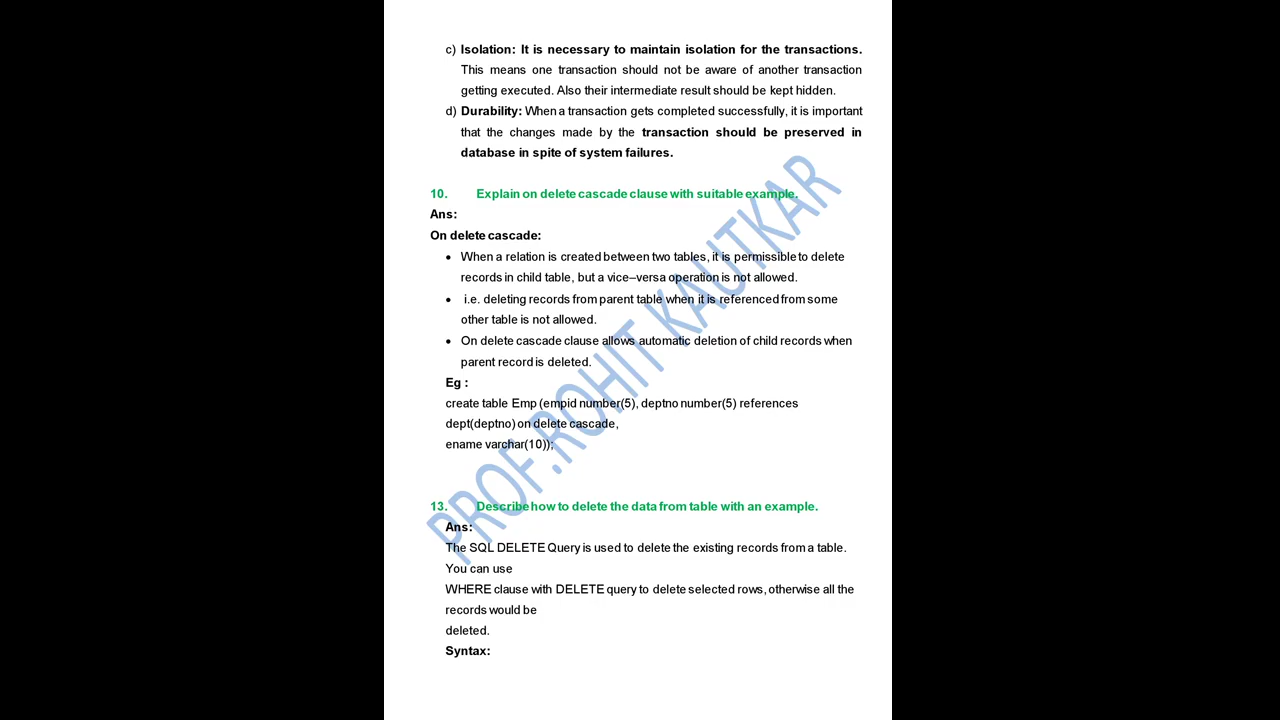 c) Isolation: It is necessary to maintain isolation for the transactions.
This means one transaction should not be aware of another transaction
getting executed. Also their intermediate result should be kept hidden.
d) Durability: When a transaction gets completed successfully, it is important
that the changes made by the transaction should be preserved in
database in spite of system failures.
10. Explain on delete cascade clause with suitable example.
Ans:
On delete cascade:
• When a relation is created between two tables, it is permissible to delete
records in child table, but a vice–versa operation is not allowed.
• i.e. deleting records from parent table when it is referenced from some
other table is not allowed.
• On delete cascade clause allows automatic deletion of child records when
parent record is deleted.
Eg :
create table Emp (empid number(5), deptno number(5) references
dept(deptno) on delete cascade,
ename varchar(10));
13. Describe how to delete the data from table with an example.
Ans:
The SQL DELETE Query is used to delete the existing records from a table.
You can use
WHERE clause with DELETE query to delete selected rows, otherwise all the
records would be
deleted.
Syntax:
PROF.ROHIT KAUTKAR